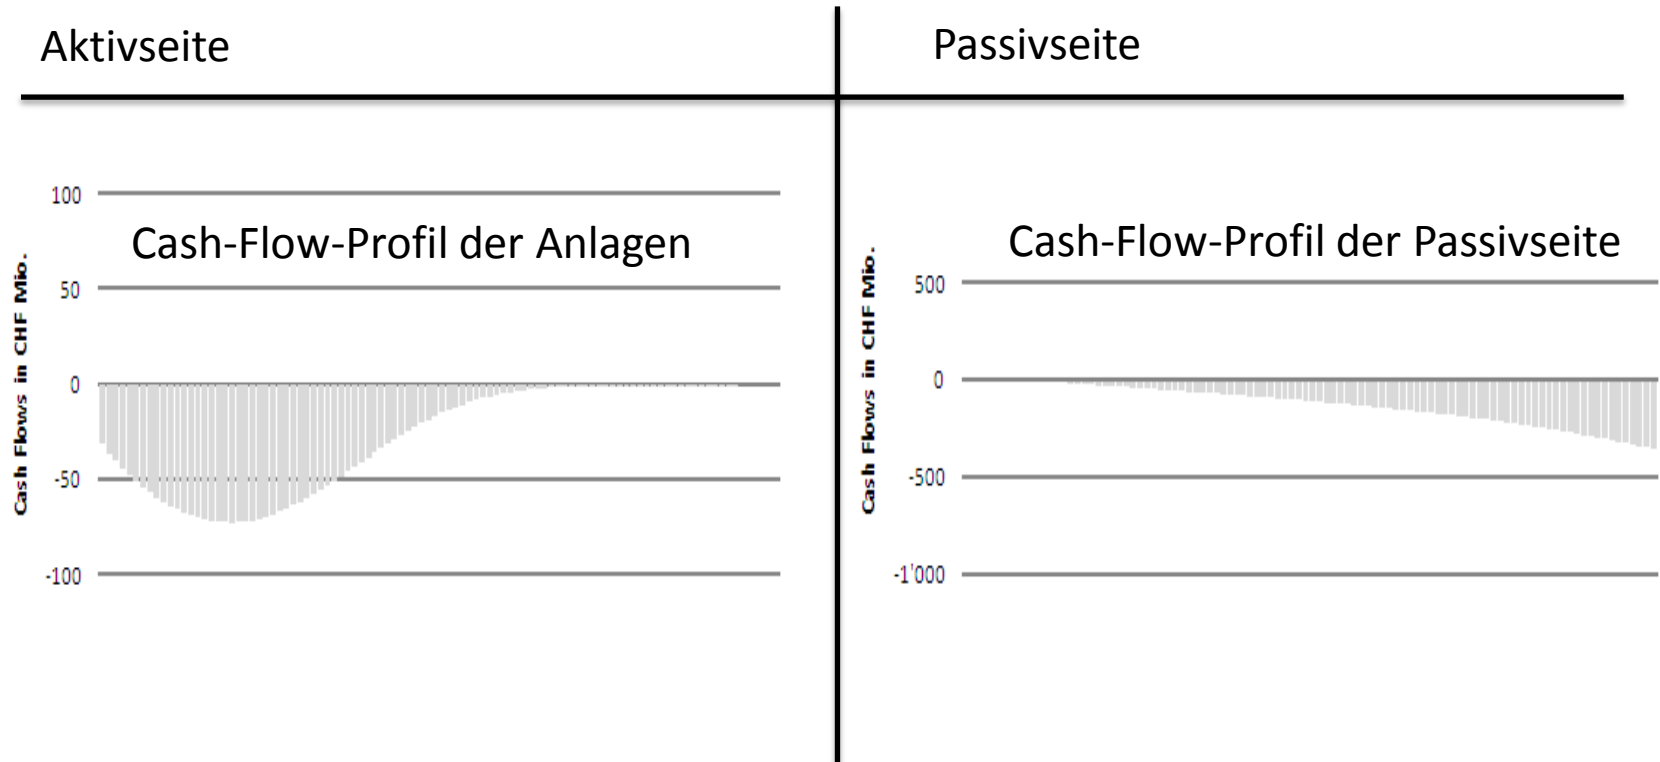 Aktivseite
Passivseite
Cash-Flow-Profil der Anlagen
Cash Flows in CHF Mio.
100
50
0
-50
-100
Cash-Flow-Profil der Passivseite
Cash Flows in CHF Mio.
500
0
-500
-1'000